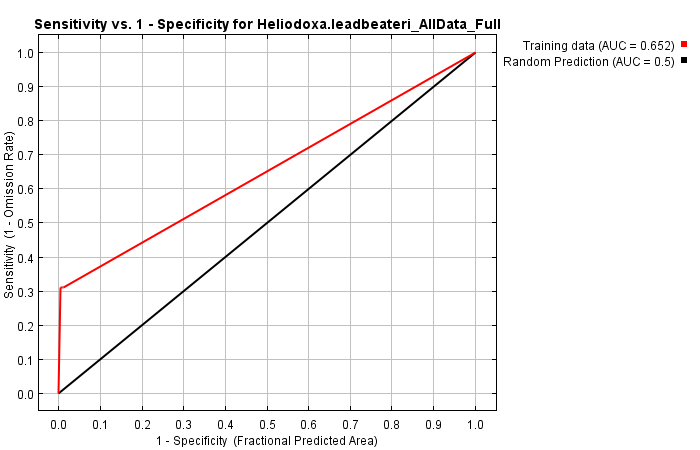 Sensitivity vs. 1 - Specificity for Heliodoxa.leadbeateri_AllData_Full
Training data (AUC = 0.652)
Random Prediction (AUC = 0.5)
Sensitivity (1 - Omission Rate)
1.0
0.9
0.8
0.7
0.6
0.5
0.4
0.3
0.2
0.1
0.0
0.0 0.1 0.2 0.3 0.4 0.5 0.6 0.7 0.8 0.9 1.0
1 - Specificity (Fractional Predicted Area)